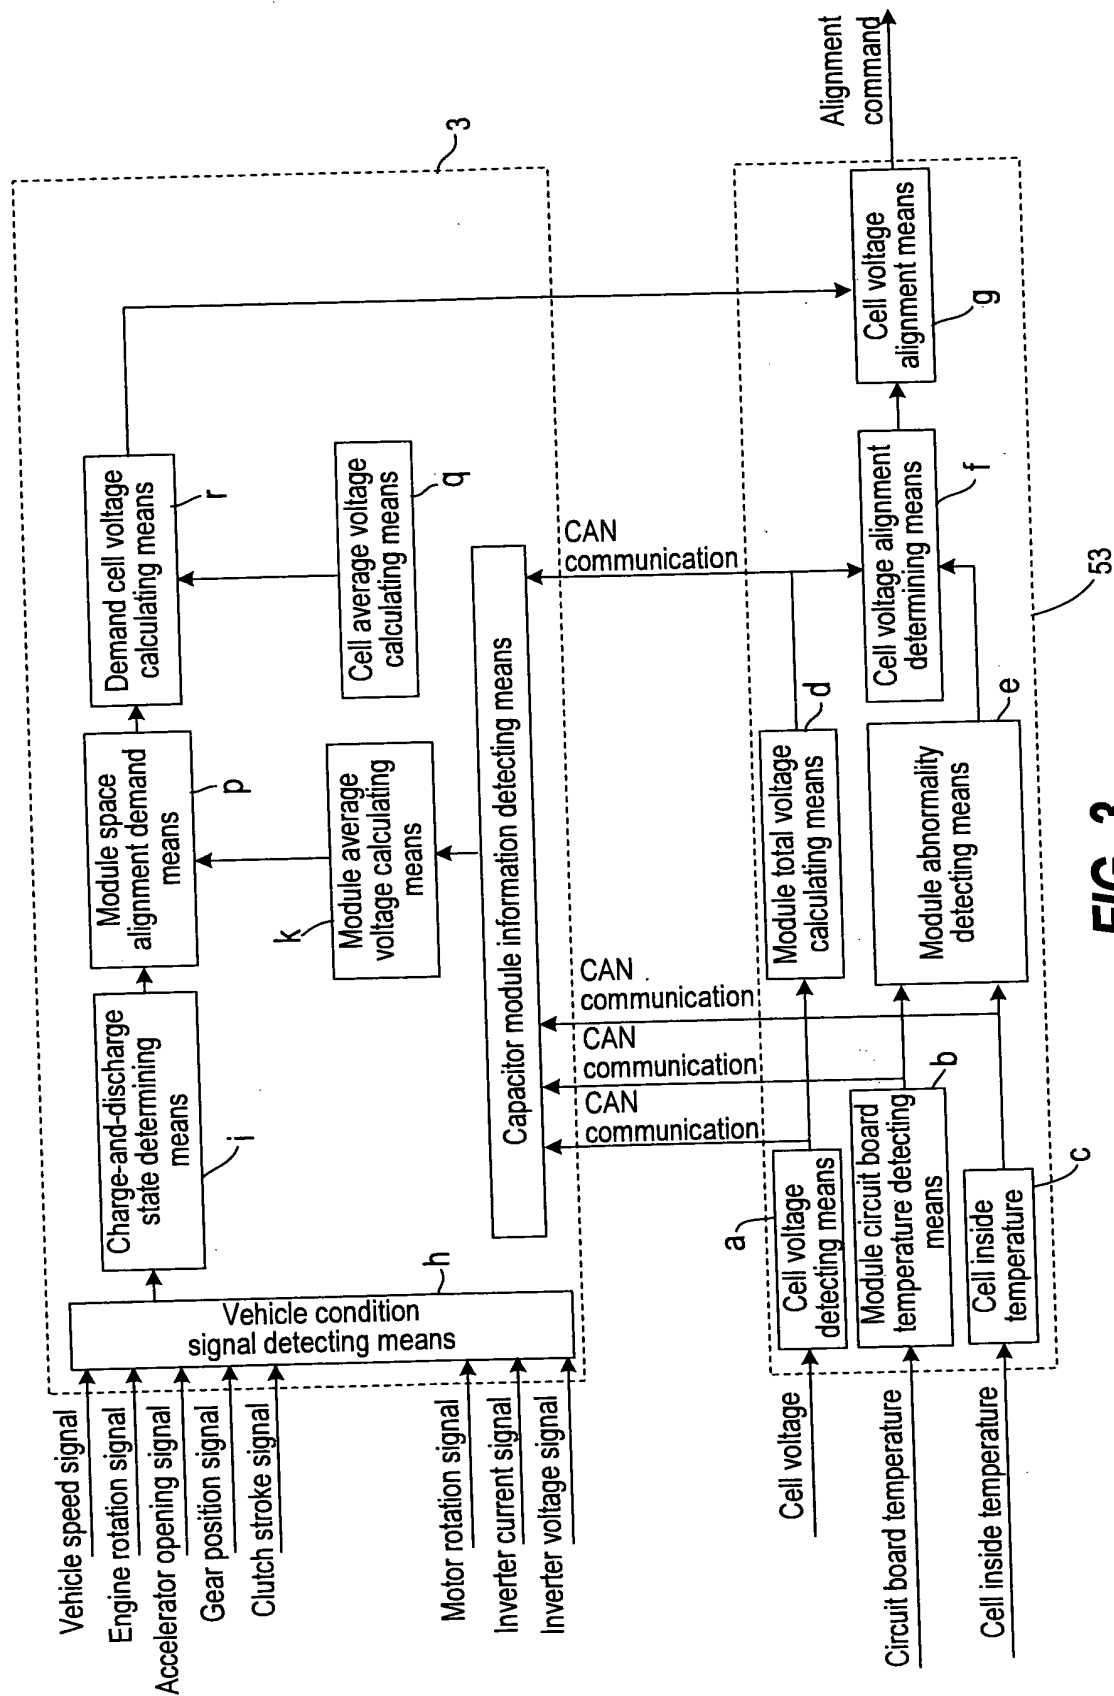 3
Vehicle speed signal
Engine rotation signal
Accelerator opening signal
Gear position signal
Clutch stroke signal
Motor rotation signal
Inverter current signal
Inverter voltage signal
Vehicle condition
signal detecting means
h
Charge-and-discharge
state determining
means
i
Module space
alignment demand
means
p
Demand cell voltage
calculating means
r
k
Module average
voltage calculating
means
Cell average voltage
calculating means
q
Capacitor module information detecting means
CAN
communication
CAN
communication
CAN
communication
CAN
communication
Cell voltage
Circuit board temperature
Cell inside temperature
a
Cell voltage
detecting means
Module circuit board
temperature detecting
means
b
Cell inside
temperature
c
Module total voltage
calculating means
d
Module abnormality
detecting means
e
Cell voltage alignment
determining means
f
Cell voltage
alignment means
g
Alignment
command
53
FIG. 3